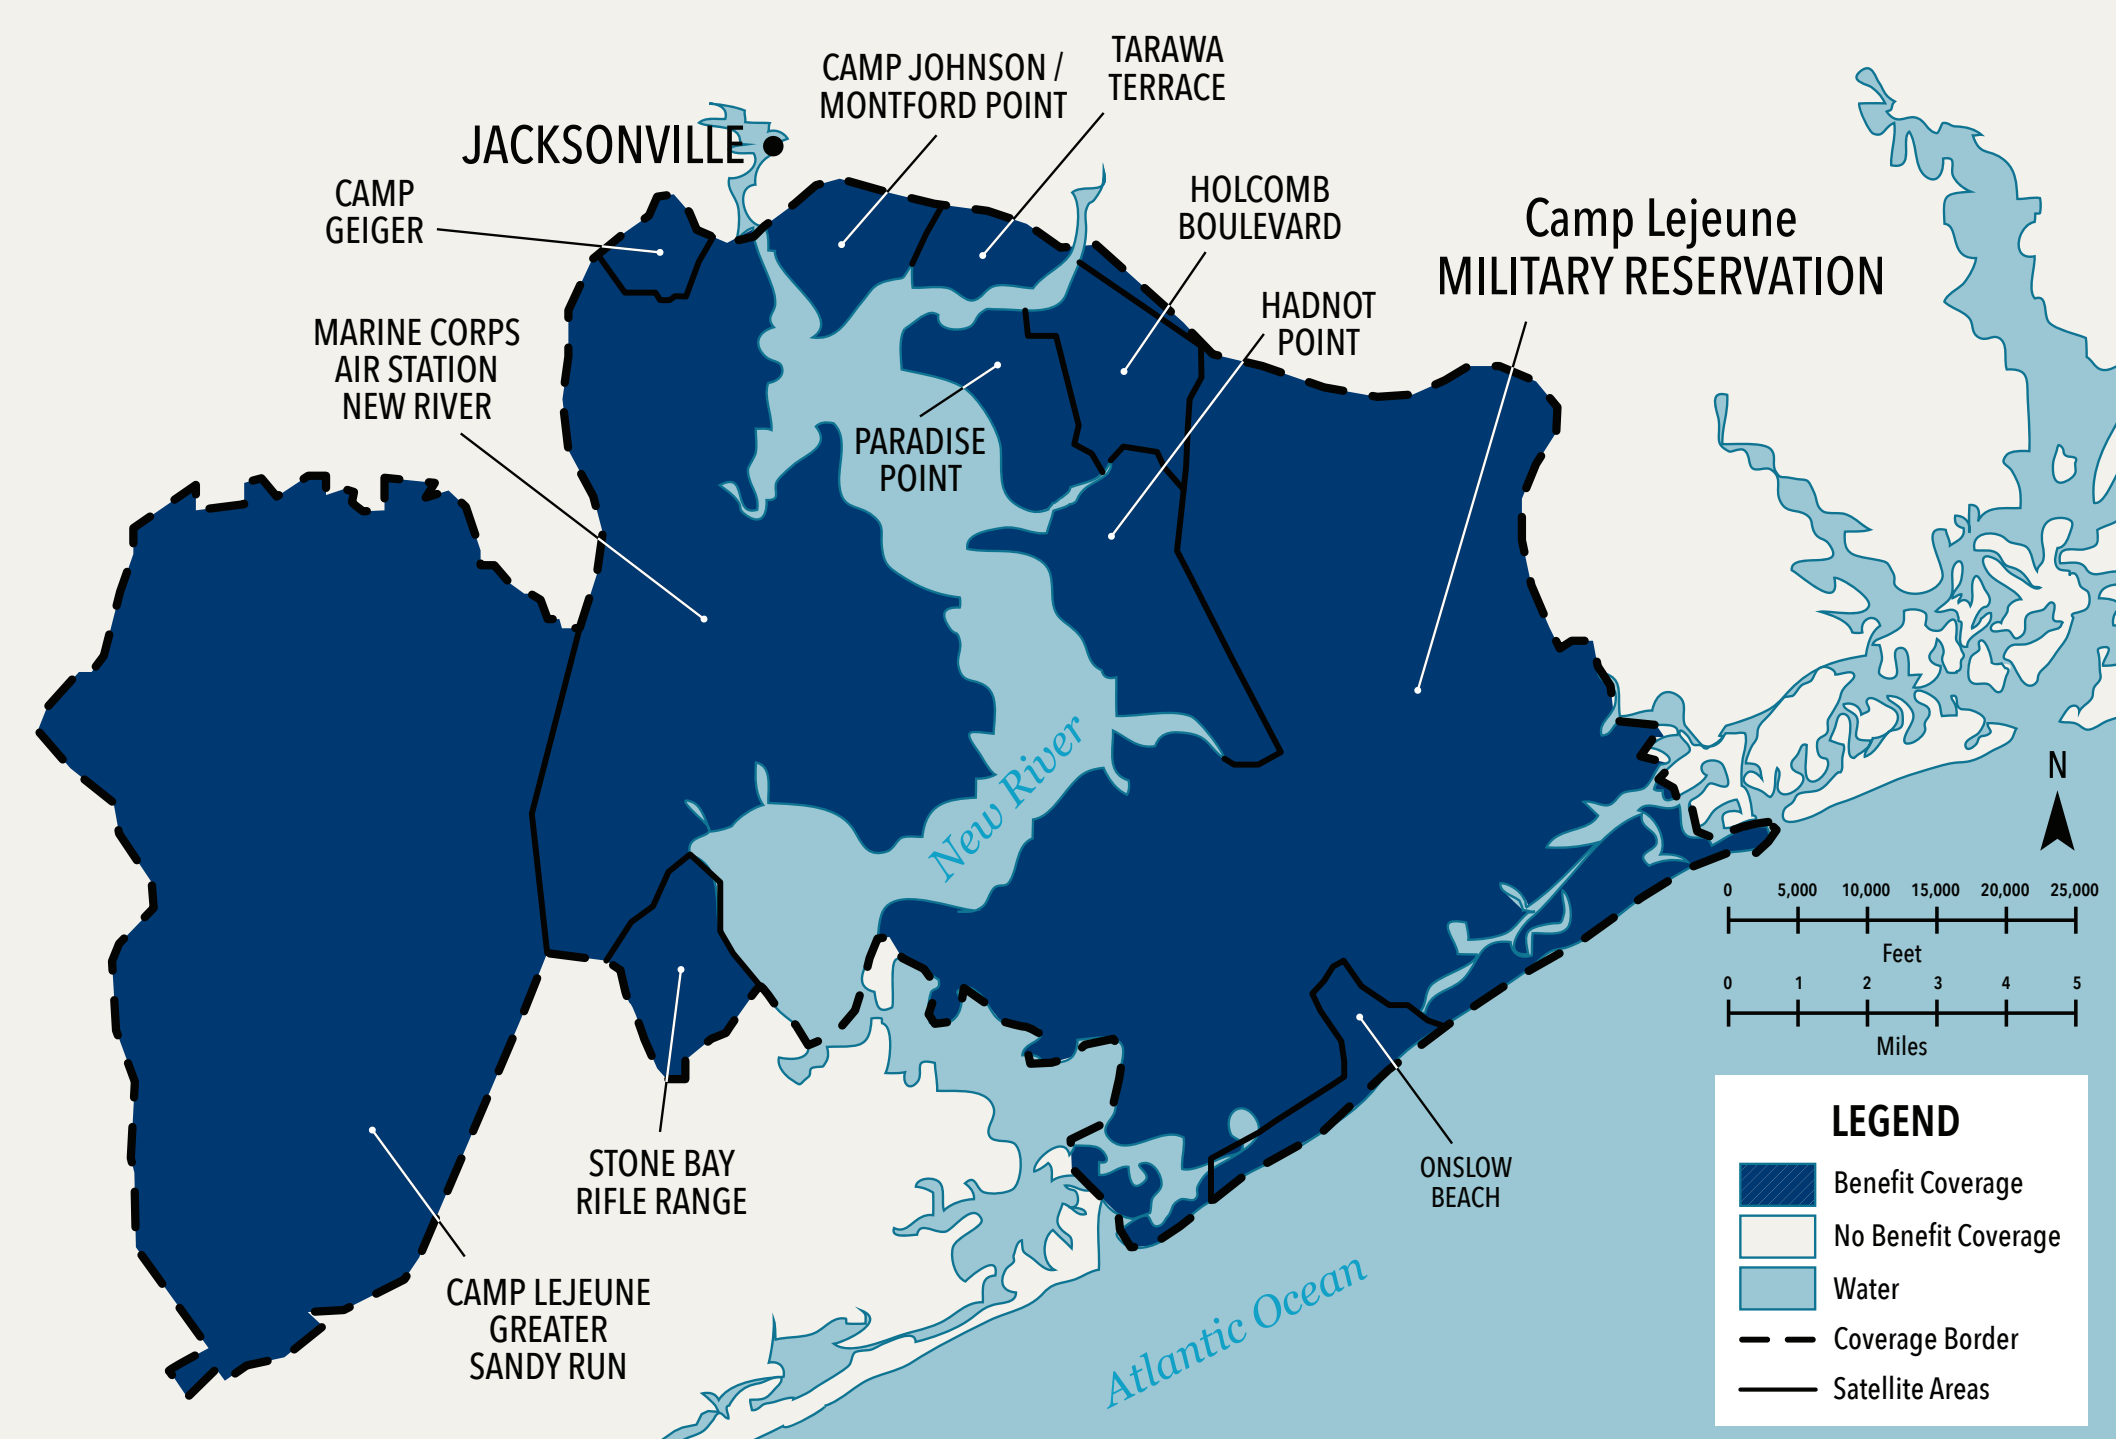 TARAWA
TERRACE
CAMP JOHNSON /
MONTFORD POINT
JACKSONVILLE
CAMP
GEIGER
HOLCOMB
BOULEVARD
Camp Lejeune
MILITARY RESERVATION
HADNOT
POINT
MARINE CORPS
AIR STATION
NEW RIVER
PARADISE
POINT
New River
N
0 5,000 10,000 15,000 20,000 25,000
Feet
0 1 2 3 4 5
Miles
STONE BAY
RIFLE RANGE
ONSLOW
BEACH
CAMP LEJEUNE
GREATER
SANDY RUN
Atlantic Ocean
LEGEND
Benefit Coverage
No Benefit Coverage
Water
Coverage Border
Satellite Areas